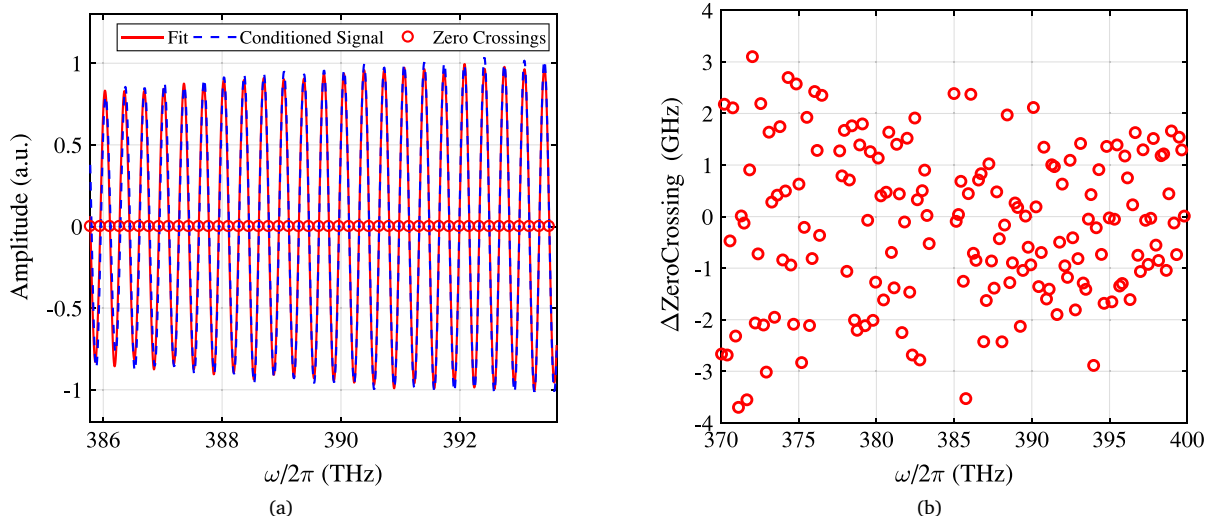 Fit Conditioned Signal Zero Crossings
1
0.5
0
-0.5
-1
Amplitude (a.u.)
386 388 390 392
ω/2π (THz)
(a)
4
3
2
1
0
-1
-2
-3
-4
ΔZeroCrossing (GHz)
370 375 380 385 390 395 400
ω/2π (THz)
(b)